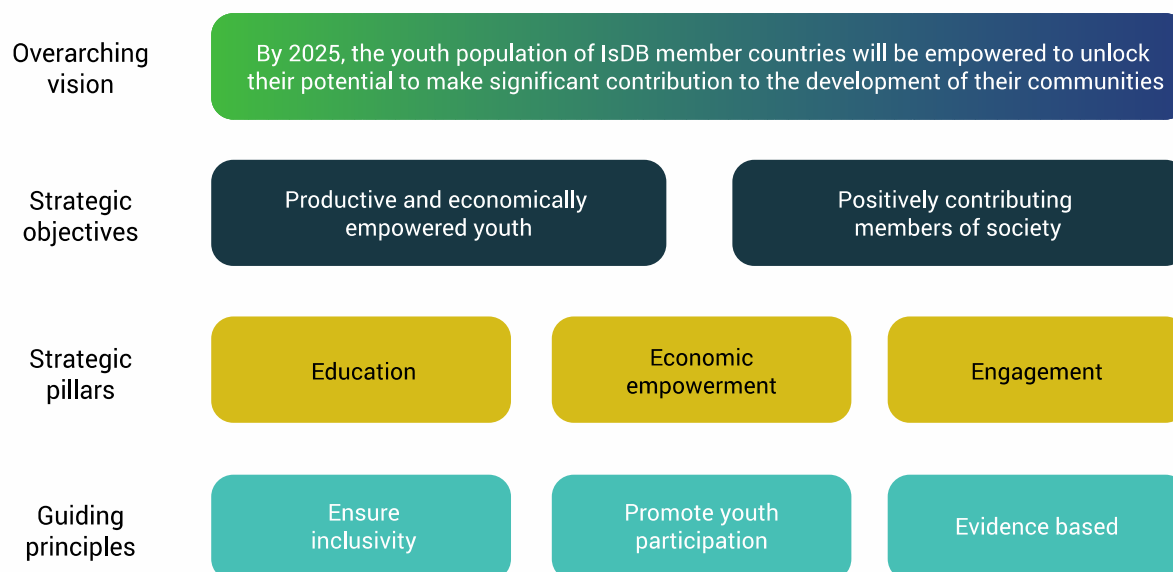 Overarching
vision
By 2025, the youth population of IsDB member countries will be empowered to unlock
their potential to make significant contribution to the development of their communities
Strategic
objectives
Productive and economically
empowered youth
Positively contributing
members of society
Strategic
pillars
Education
Economic
empowerment
Engagement
Guiding
principles
Ensure
inclusivity
Promote youth
participation
Evidence based